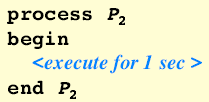 process P2
begin
<execute for 1 sec >
end P2